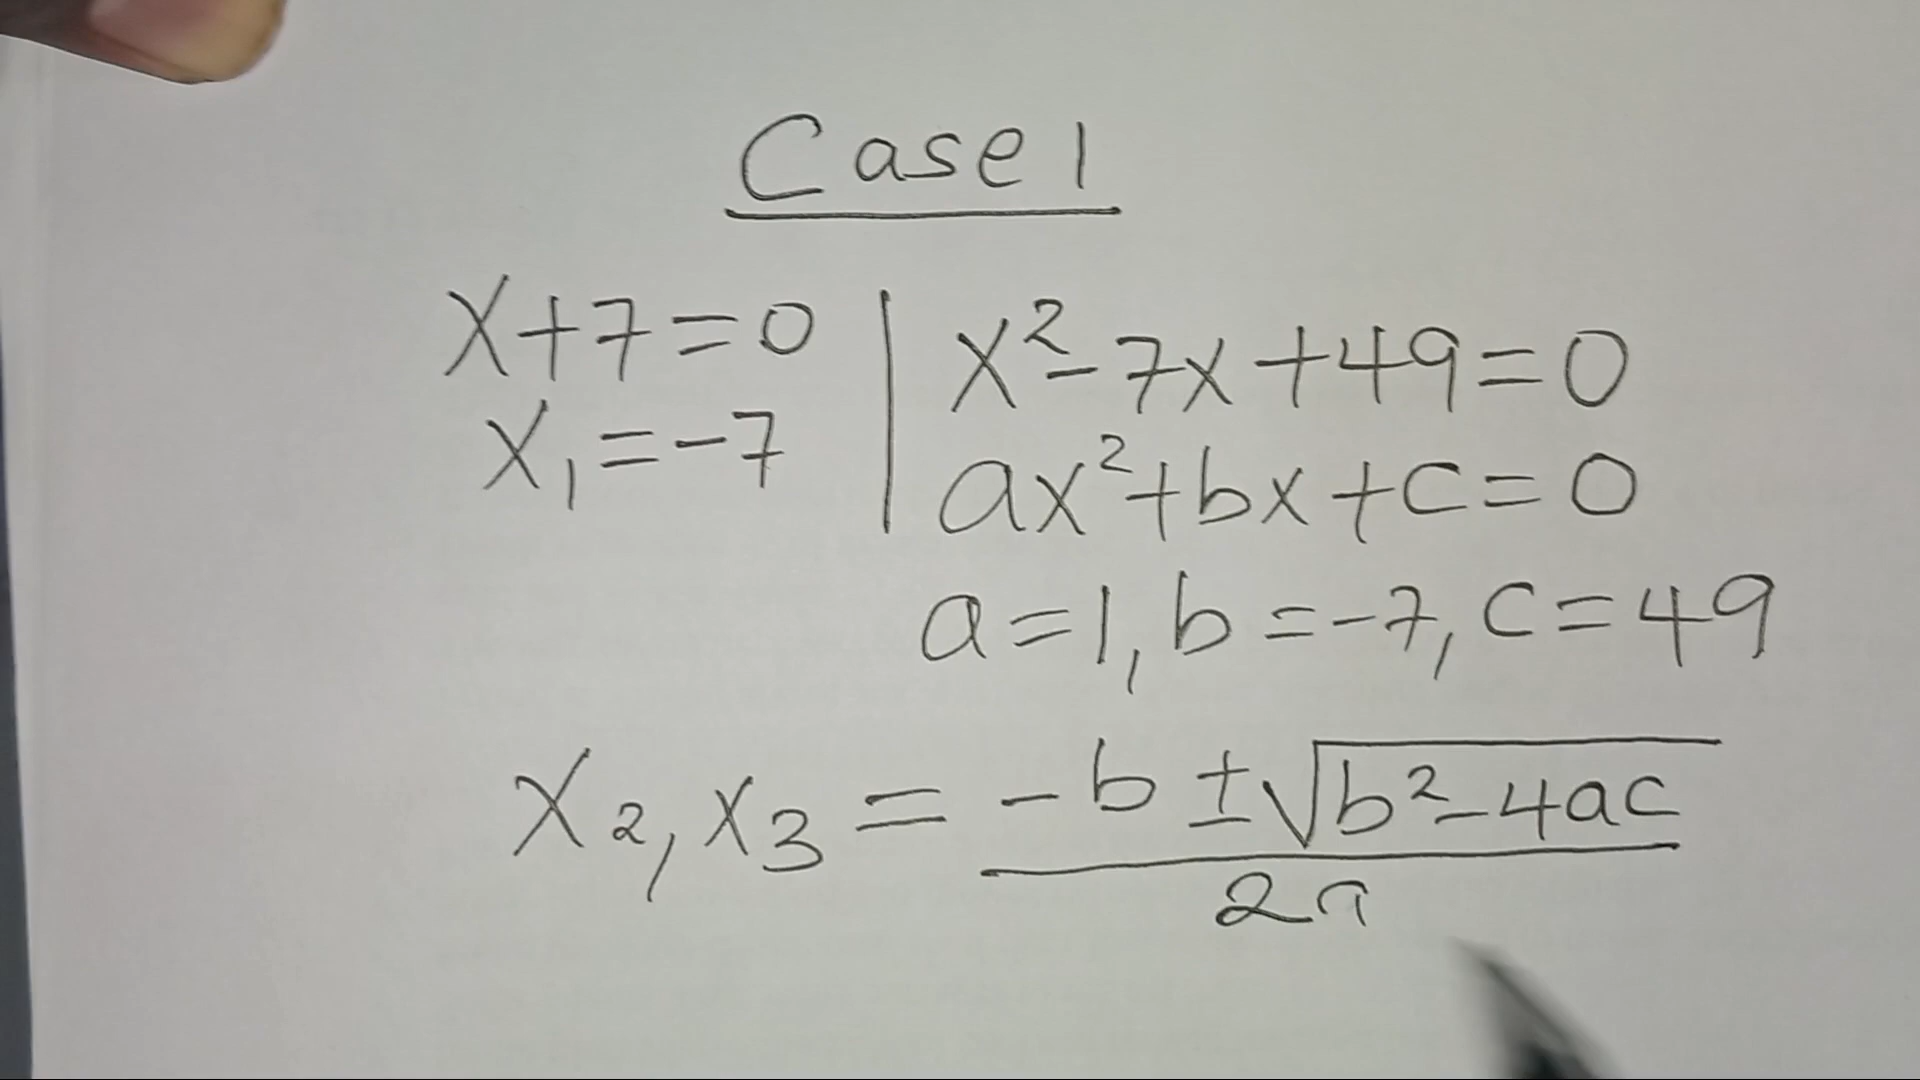 Case 1
x+7=0
x₁=-7
x²-7x+49=0
ax²+bx+c=0
a=1, b=-7, c=49
x₂, x₃ = -b ± √b²-4ac
2a